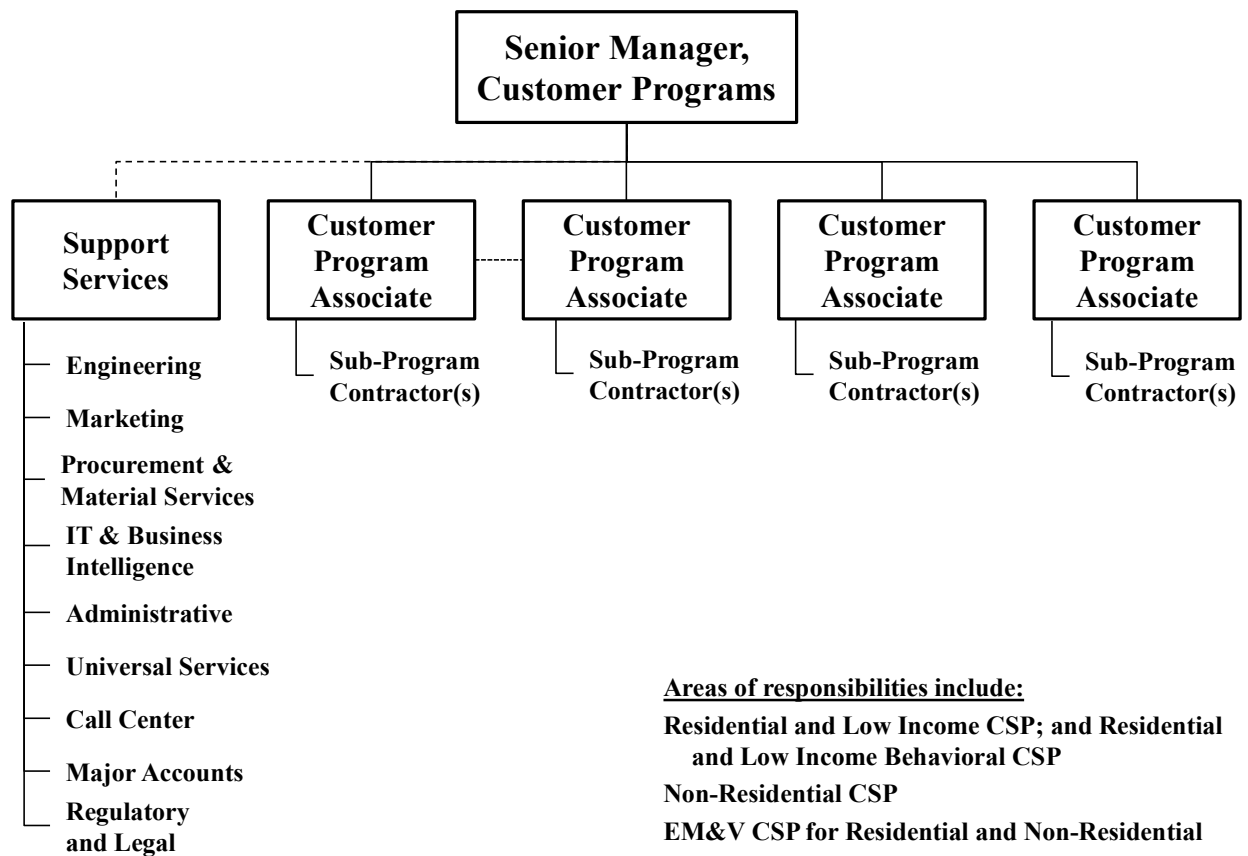 Senior Manager,
Customer Programs
Support
Services
Customer
Program
Associate
Customer
Program
Associate
Customer
Program
Associate
Customer
Program
Associate
Engineering
Marketing
Procurement &
Material Services
IT & Business
Intelligence
Administrative
Universal Services
Call Center
Major Accounts
Regulatory
and Legal
Sub-Program
Contractor(s)
Sub-Program
Contractor(s)
Sub-Program
Contractor(s)
Sub-Program
Contractor(s)
Areas of responsibilities include:
Residential and Low Income CSP; and Residential
and Low Income Behavioral CSP
Non-Residential CSP
EM&V CSP for Residential and Non-Residential